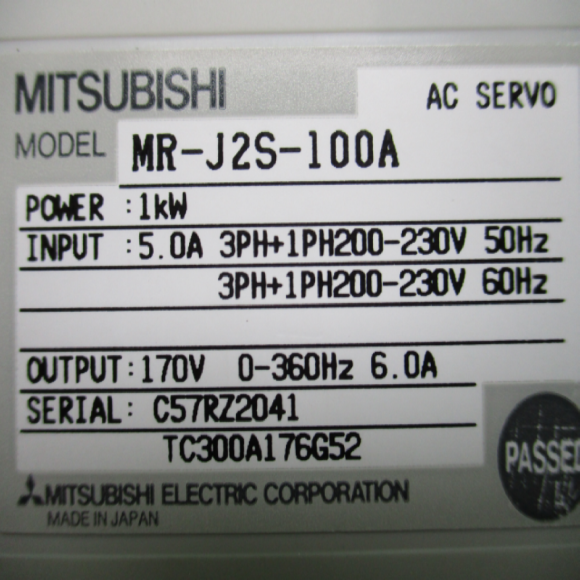 MITSUBISHI AC SERVO
MODEL MR-J2S-100A
POWER : 1kW
INPUT : 5.0A 3PH+1PH200-230V 50Hz
3PH+1PH200-230V 60Hz
OUTPUT : 170V 0-360Hz 6.0A
SERIAL : C57RZ2041
TC300A176G52
PASSED
MITSUBISHI ELECTRIC CORPORATION
MADE IN JAPAN